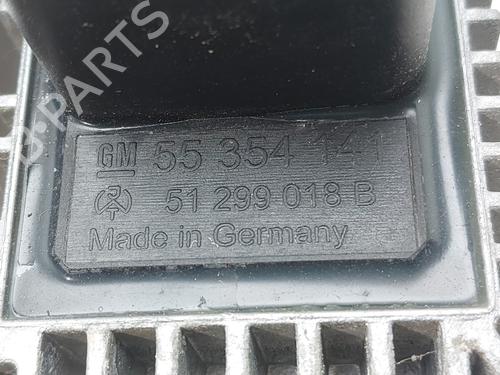 B-PARTS
GM 55 354 141
51 299 018 B
Made in Germany